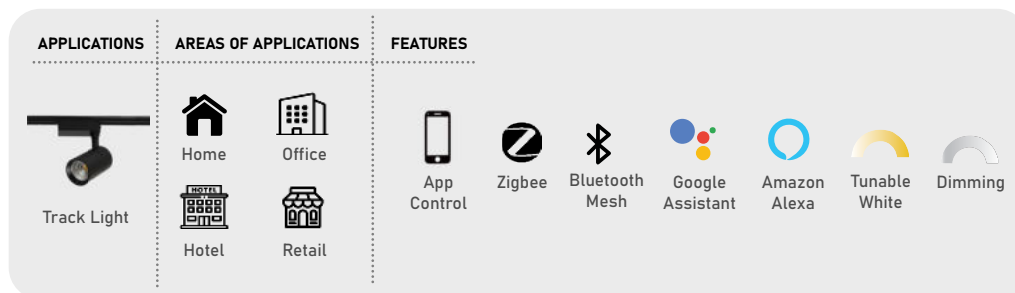 APPLICATIONS
AREAS OF APPLICATIONS
FEATURES
Track Light
Home
Office
HOTEL
Hotel
Retail
App
Control
Zigbee
Bluetooth
Mesh
Google
Assistant
Amazon
Alexa
Tunable
White
Dimming